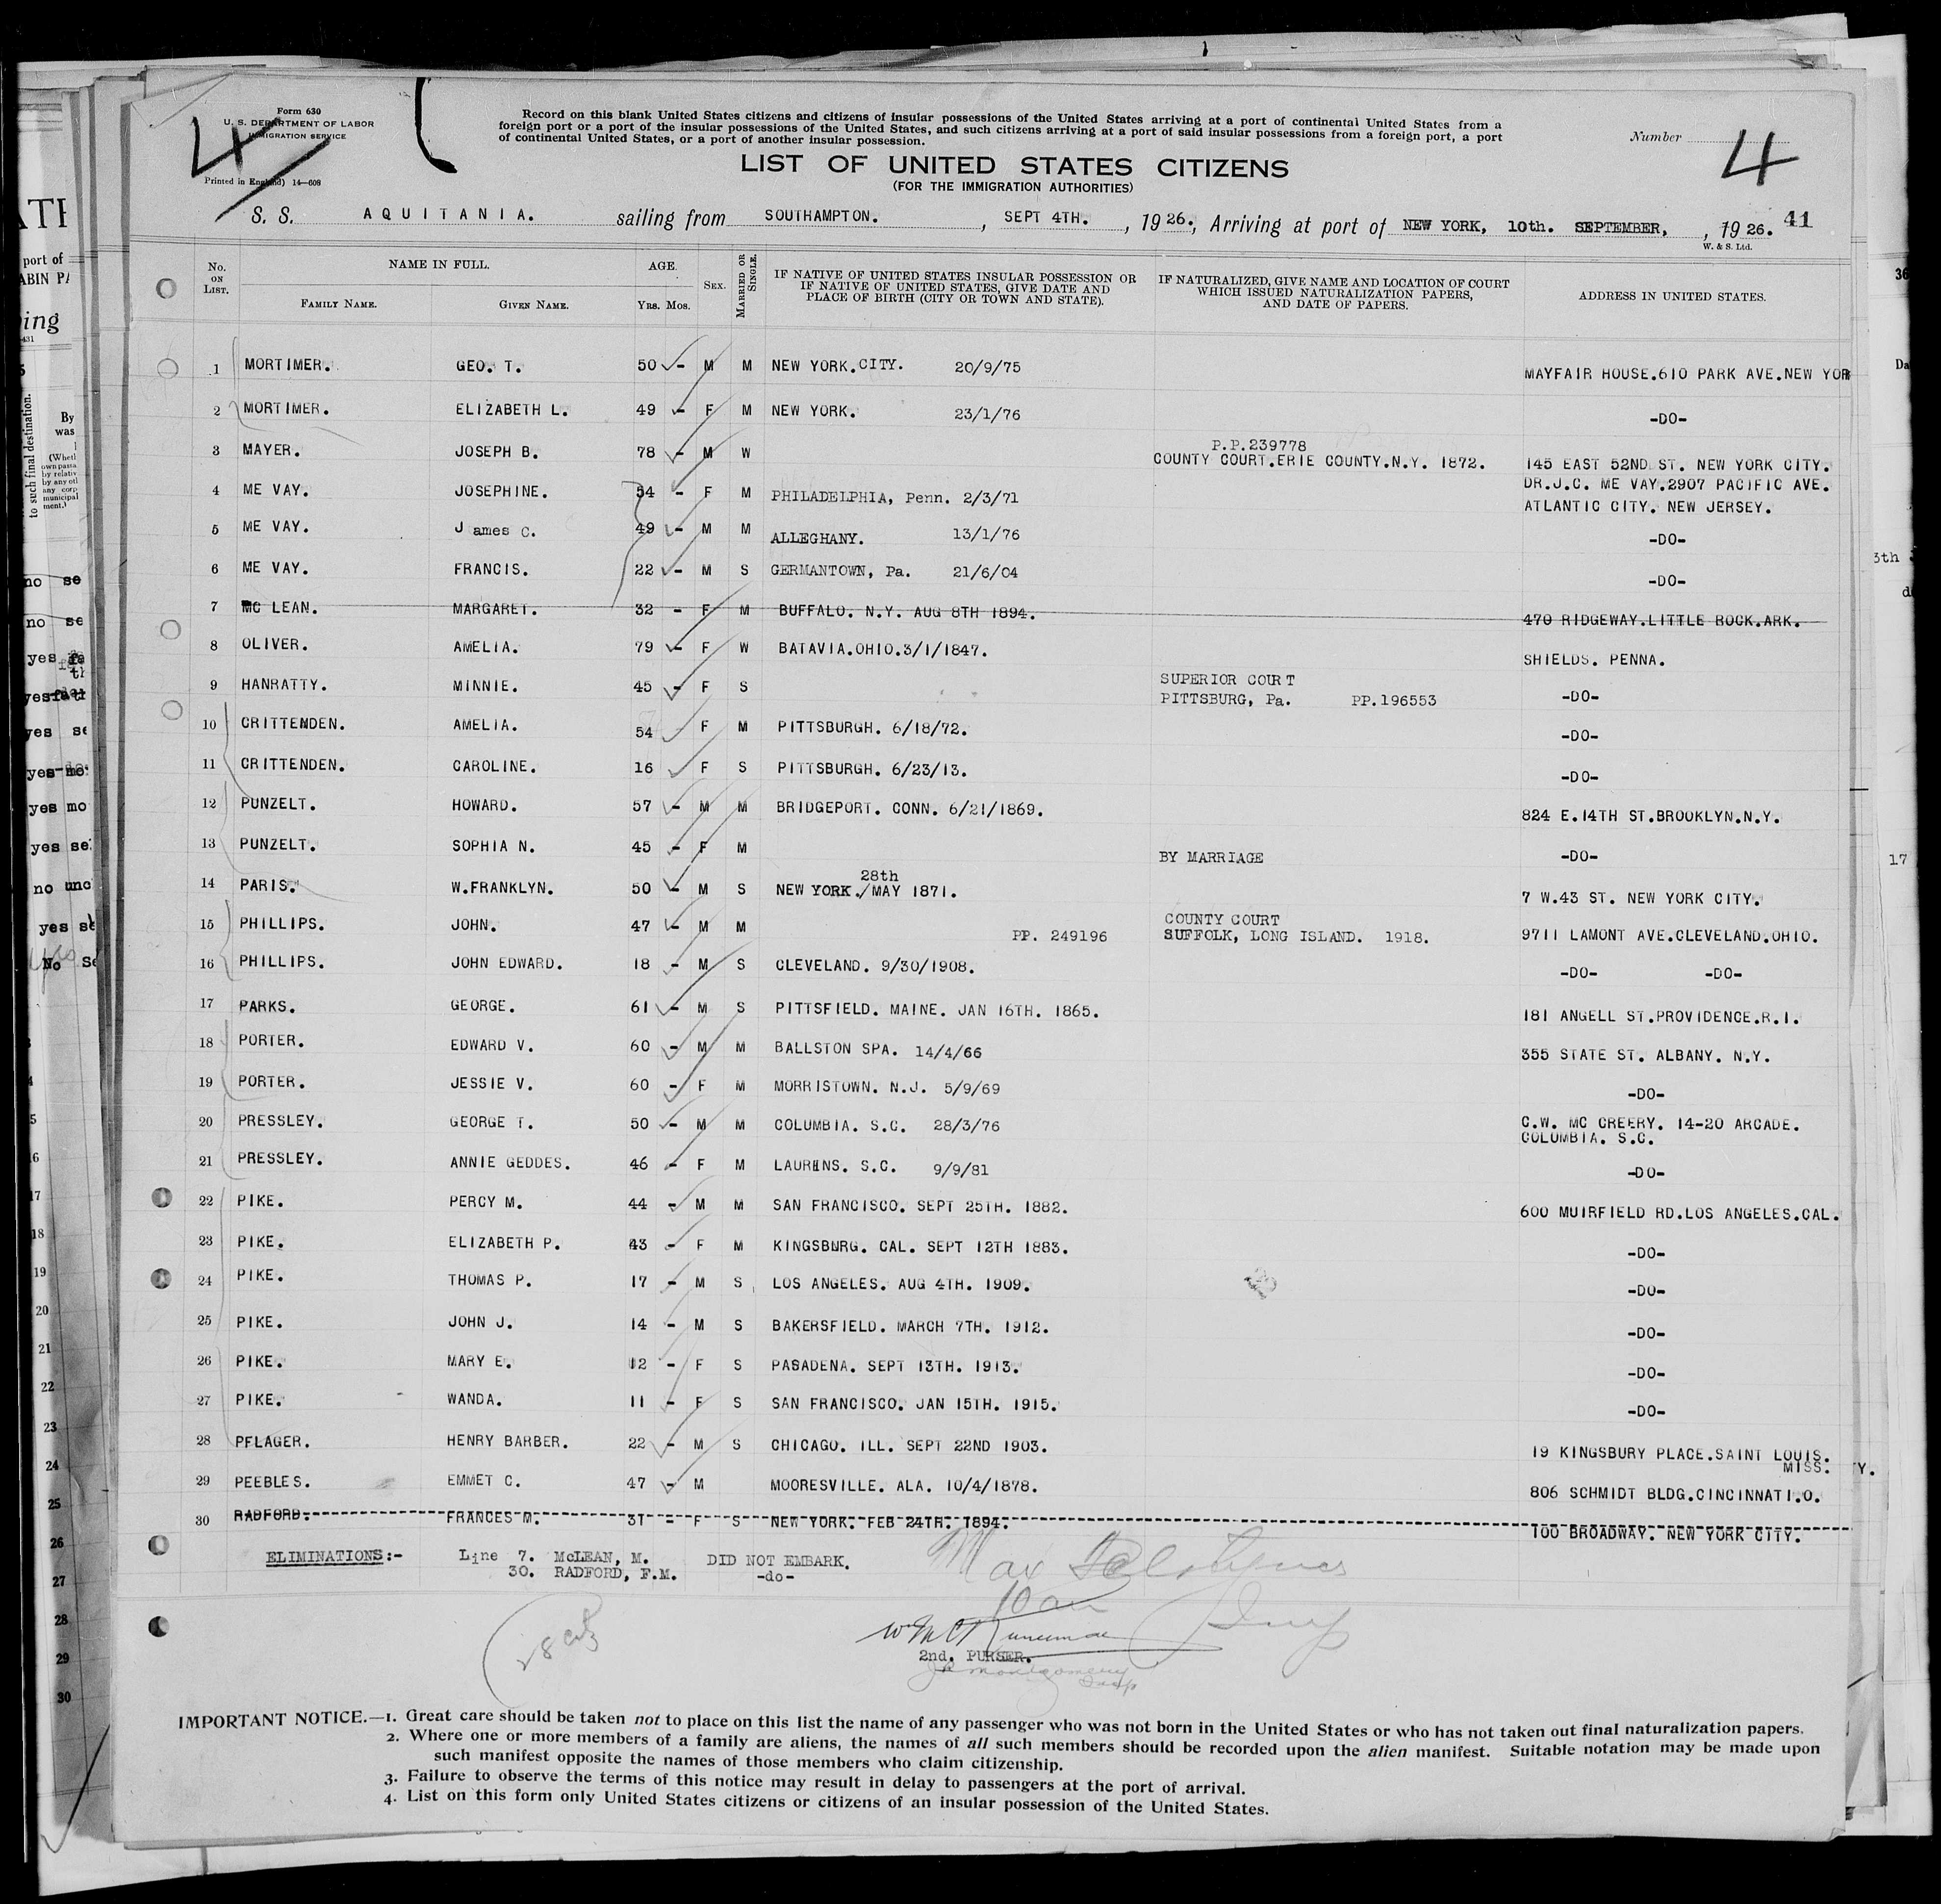 Form 630
U. S. DEPARTMENT OF LABOR
IMMIGRATION SERVICE
Printed in England) 14—608
4
Record on this blank United States citizens and citizens of insular possessions of the United States arriving at a port of continental United States from a
foreign port or a port of the insular possessions of the United States, and such citizens arriving at a port of said insular possessions from a foreign port, a port
of continental United States, or a port of another insular possession.
Number 4
LIST OF UNITED STATES CITIZENS
(FOR THE IMMIGRATION AUTHORITIES)
S. S. AQUITANIA. sailing from SOUTHAMPTON. , SEPT 4TH. , 1926., Arriving at port of NEW YORK, 10th. SEPTEMBER, , 1926. 41
W. & S. Ltd.
No. ON LIST. NAME IN FULL. AGE. SEX. MARRIED OR SINGLE. IF NATIVE OF UNITED STATES INSULAR POSSESSION OR IF NATIVE OF UNITED STATES, GIVE DATE AND PLACE OF BIRTH (CITY OR TOWN AND STATE). IF NATURALIZED, GIVE NAME AND LOCATION OF COURT WHICH ISSUED NATURALIZATION PAPERS, AND DATE OF PAPERS. ADDRESS IN UNITED STATES.
FAMILY NAME. GIVEN NAME. YRS. MOS.
1 MORTIMER. GEO. T. 50 - M M NEW YORK.CITY. 20/9/75 MAYFAIR HOUSE.610 PARK AVE.NEW YOR
2 MORTIMER. ELIZABETH L. 49 - F M NEW YORK. 23/1/76 -DO-
3 MAYER. JOSEPH B. 78 - M W P.P.239778
COUNTY COURT.ERIE COUNTY.N.Y. 1872. 145 EAST 52ND ST. NEW YORK CITY.
4 ME VAY. JOSEPHINE. 54 - F M PHILADELPHIA, Penn. 2/3/71 DR.J.C. ME VAY.2907 PACIFIC AVE.
ATLANTIC CITY. NEW JERSEY.
5 ME VAY. James C. 49 - M M ALLEGHANY. 13/1/76 -DO-
6 ME VAY. FRANCIS. 22 - M S GERMANTOWN, Pa. 21/6/04 -DO-
7 MC LEAN. MARGARET. 32 - F M BUFFALO. N.Y. AUG 8TH 1894. 470 RIDGEWAY.LITTLE ROCK.ARK.
8 OLIVER. AMELIA. 79 - F W BATAVIA.OHIO.3/1/1847. SHIELDS. PENNA.
9 HANRATTY. MINNIE. 45 - F S SUPERIOR COURT
PITTSBURG, Pa. PP.196553 -DO-
10 CRITTENDEN. AMELIA. 54 F M PITTSBURGH. 6/18/72. -DO-
11 CRITTENDEN. CAROLINE. 16 F S PITTSBURGH. 6/23/13. -DO-
12 PUNZELT. HOWARD. 57 - M M BRIDGEPORT. CONN. 6/21/1869. 824 E.14TH ST.BROOKLYN.N.Y.
13 PUNZELT. SOPHIA N. 45 - F M BY MARRIAGE -DO-
28th
14 PARIS. W.FRANKLYN. 50 - M S NEW YORK./MAY 1871. 7 W.43 ST. NEW YORK CITY.
15 PHILLIPS. JOHN. 47 - M M PP. 249196 COUNTY COURT
SUFFOLK, LONG ISLAND. 1918. 9711 LAMONT AVE.CLEVELAND.OHIO.
16 PHILLIPS. JOHN EDWARD. 18 - M S CLEVELAND. 9/30/1908. -DO- -DO-
17 PARKS. GEORGE. 61 - M S PITTSFIELD. MAINE. JAN 16TH. 1865. 181 ANGELL ST.PROVIDENCE.R.I.
18 PORTER. EDWARD V. 60 - M M BALLSTON SPA. 14/4/66 355 STATE ST. ALBANY. N.Y.
19 PORTER. JESSIE V. 60 - F M MORRISTOWN. N.J. 5/9/69 -DO-
20 PRESSLEY. GEORGE T. 50 - M M COLUMBIA. S.C. 28/3/76 C.W. MC CREERY. 14-20 ARCADE.
COLUMBIA. S.C.
21 PRESSLEY. ANNIE GEDDES. 46 - F M LAURENS. S.C. 9/9/81 -DO-
22 PIKE. PERCY M. 44 - M M SAN FRANCISCO. SEPT 25TH. 1882. 600 MUIRFIELD RD.LOS ANGELES.CAL.
23 PIKE. ELIZABETH P. 43 - F M KINGSBURG. CAL. SEPT 12TH 1883. -DO-
24 PIKE. THOMAS P. 17 - M S LOS ANGELES. AUG 4TH. 1909. -DO-
25 PIKE. JOHN J. 14 - M S BAKERSFIELD. MARCH 7TH. 1912. -DO-
26 PIKE. MARY E. 12 - F S PASADENA. SEPT 13TH. 1913. -DO-
27 PIKE. WANDA. 11 - F S SAN FRANCISCO. JAN 15TH. 1915. -DO-
28 PFLAGER. HENRY BARBER. 22 - M S CHICAGO. ILL. SEPT 22ND 1903. 19 KINGSBURY PLACE.SAINT LOUIS.
MISS.
29 PEEBLES. EMMET C. 47 - M MOORESVILLE. ALA. 10/4/1878. 806 SCHMIDT BLDG.CINCINNATI.O.
30 RADFORD. FRANCES M. 31 - F S NEW YORK. FEB 24TH. 1894. 100 BROADWAY. NEW YORK CITY.
ELIMINATIONS:- Line 7. McLEAN, M. DID NOT EMBARK.
30. RADFORD, F.M. -do-
2nd. PURSER.
IMPORTANT NOTICE.—1. Great care should be taken not to place on this list the name of any passenger who was not born in the United States or who has not taken out final naturalization papers.
2. Where one or more members of a family are aliens, the names of all such members should be recorded upon the alien manifest. Suitable notation may be made upon
such manifest opposite the names of those members who claim citizenship.
3. Failure to observe the terms of this notice may result in delay to passengers at the port of arrival.
4. List on this form only United States citizens or citizens of an insular possession of the United States.